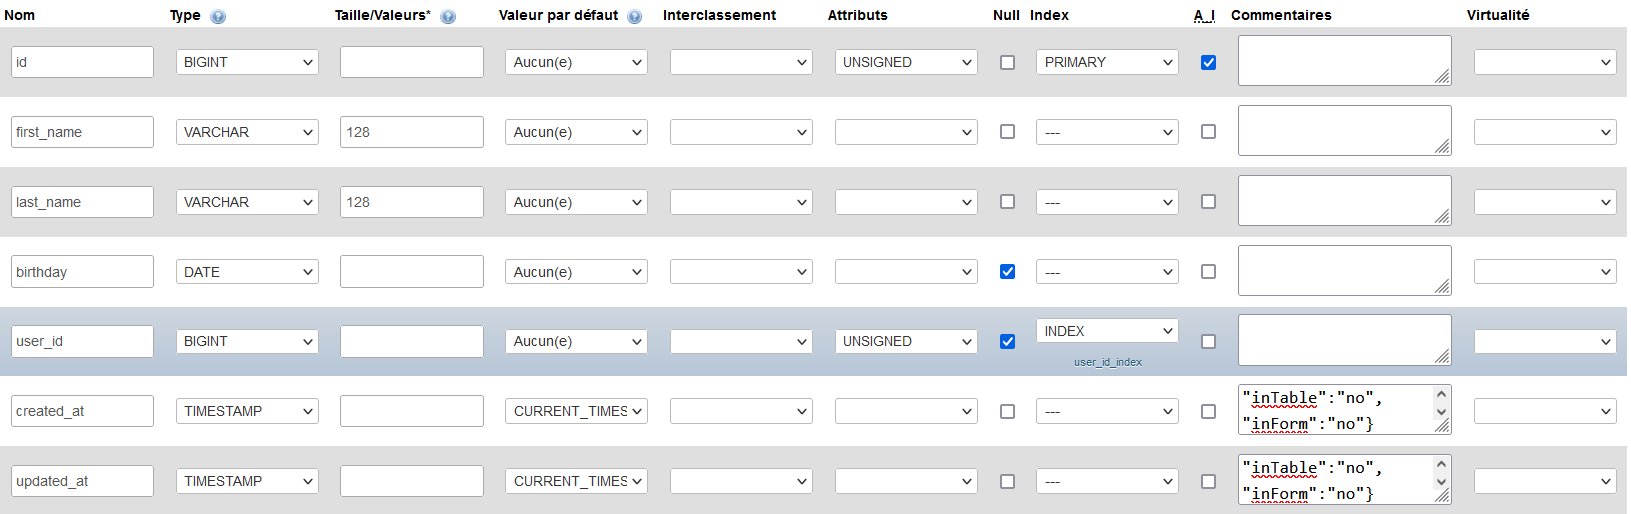 Nom Type Taille/Valeurs* Valeur par défaut Interclassement Attributs Null Index A_I Commentaires Virtualité
id BIGINT Aucun(e) UNSIGNED PRIMARY
first_name VARCHAR 128 Aucun(e) ---
last_name VARCHAR 128 Aucun(e) ---
birthday DATE Aucun(e) ---
user_id BIGINT Aucun(e) UNSIGNED INDEX
user_id_index
created_at TIMESTAMP CURRENT_TIMES --- "inTable":"no",
"inForm":"no"}
updated_at TIMESTAMP CURRENT_TIMES --- "inTable":"no",
"inForm":"no"}